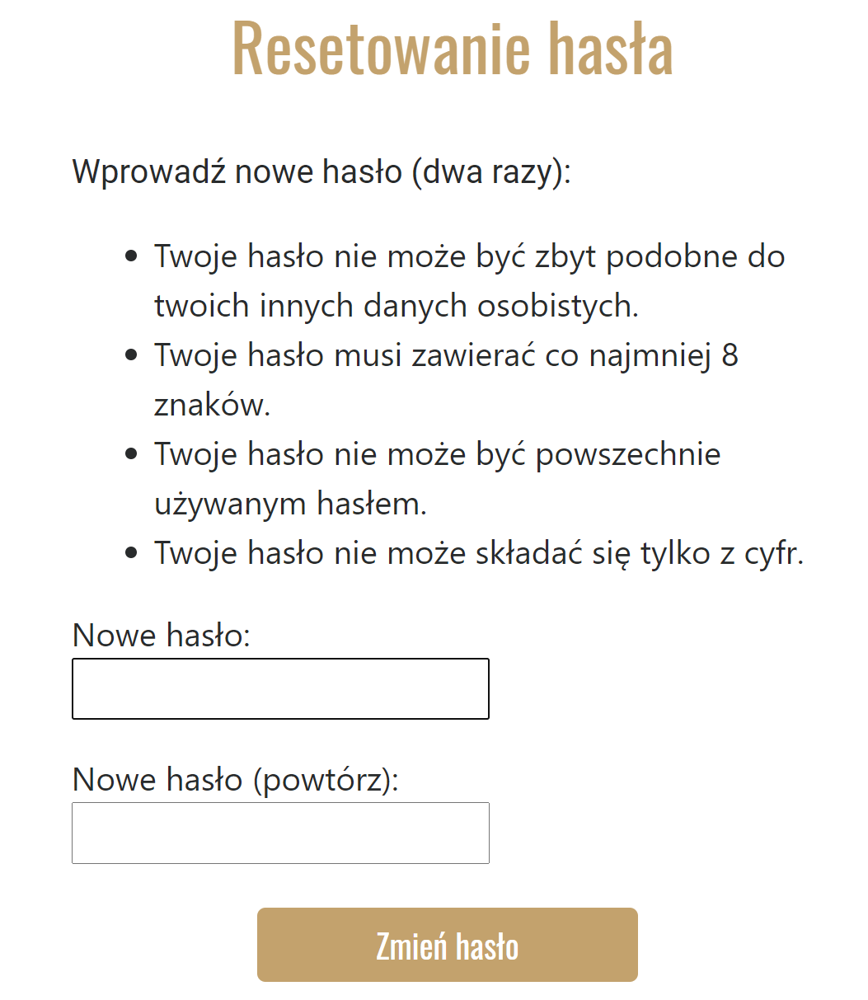 Resetowanie hasła
Wprowadź nowe hasło (dwa razy):
• Twoje hasło nie może być zbyt podobne do
twoich innych danych osobistych.
• Twoje hasło musi zawierać co najmniej 8
znaków.
• Twoje hasło nie może być powszechnie
używanym hasłem.
• Twoje hasło nie może składać się tylko z cyfr.
Nowe hasło:
Nowe hasło (powtórz):
Zmień hasło